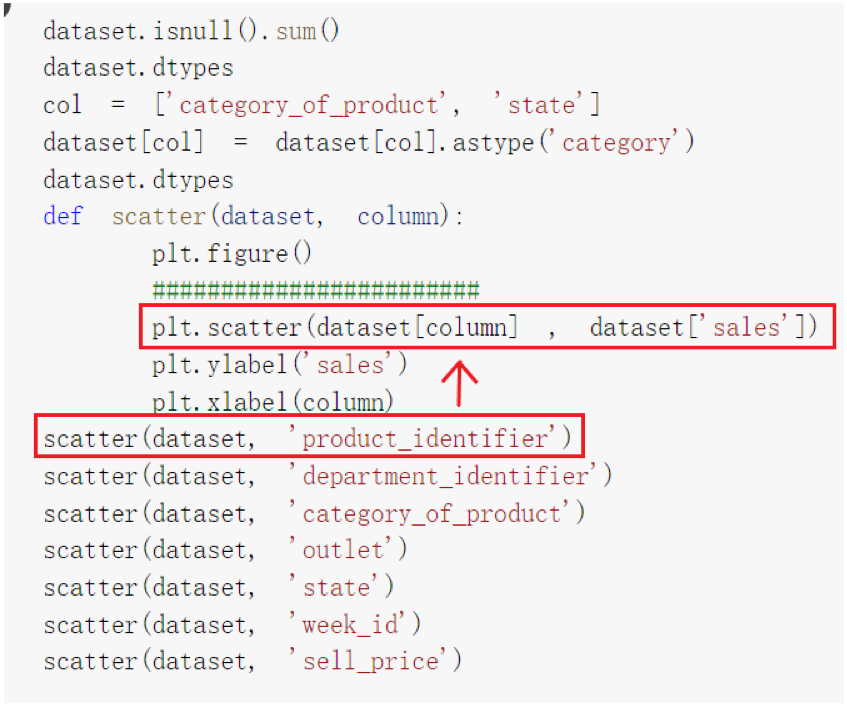 dataset.isnull().sum()
dataset.dtypes
col = ['category_of_product', 'state']
dataset[col] = dataset[col].astype('category')
dataset.dtypes
def scatter(dataset, column):
plt.figure()
########################
plt.scatter(dataset[column] , dataset['sales'])
plt.ylabel('sales')
plt.xlabel(column)
scatter(dataset, 'product_identifier')
scatter(dataset, 'department_identifier')
scatter(dataset, 'category_of_product')
scatter(dataset, 'outlet')
scatter(dataset, 'state')
scatter(dataset, 'week_id')
scatter(dataset, 'sell_price')